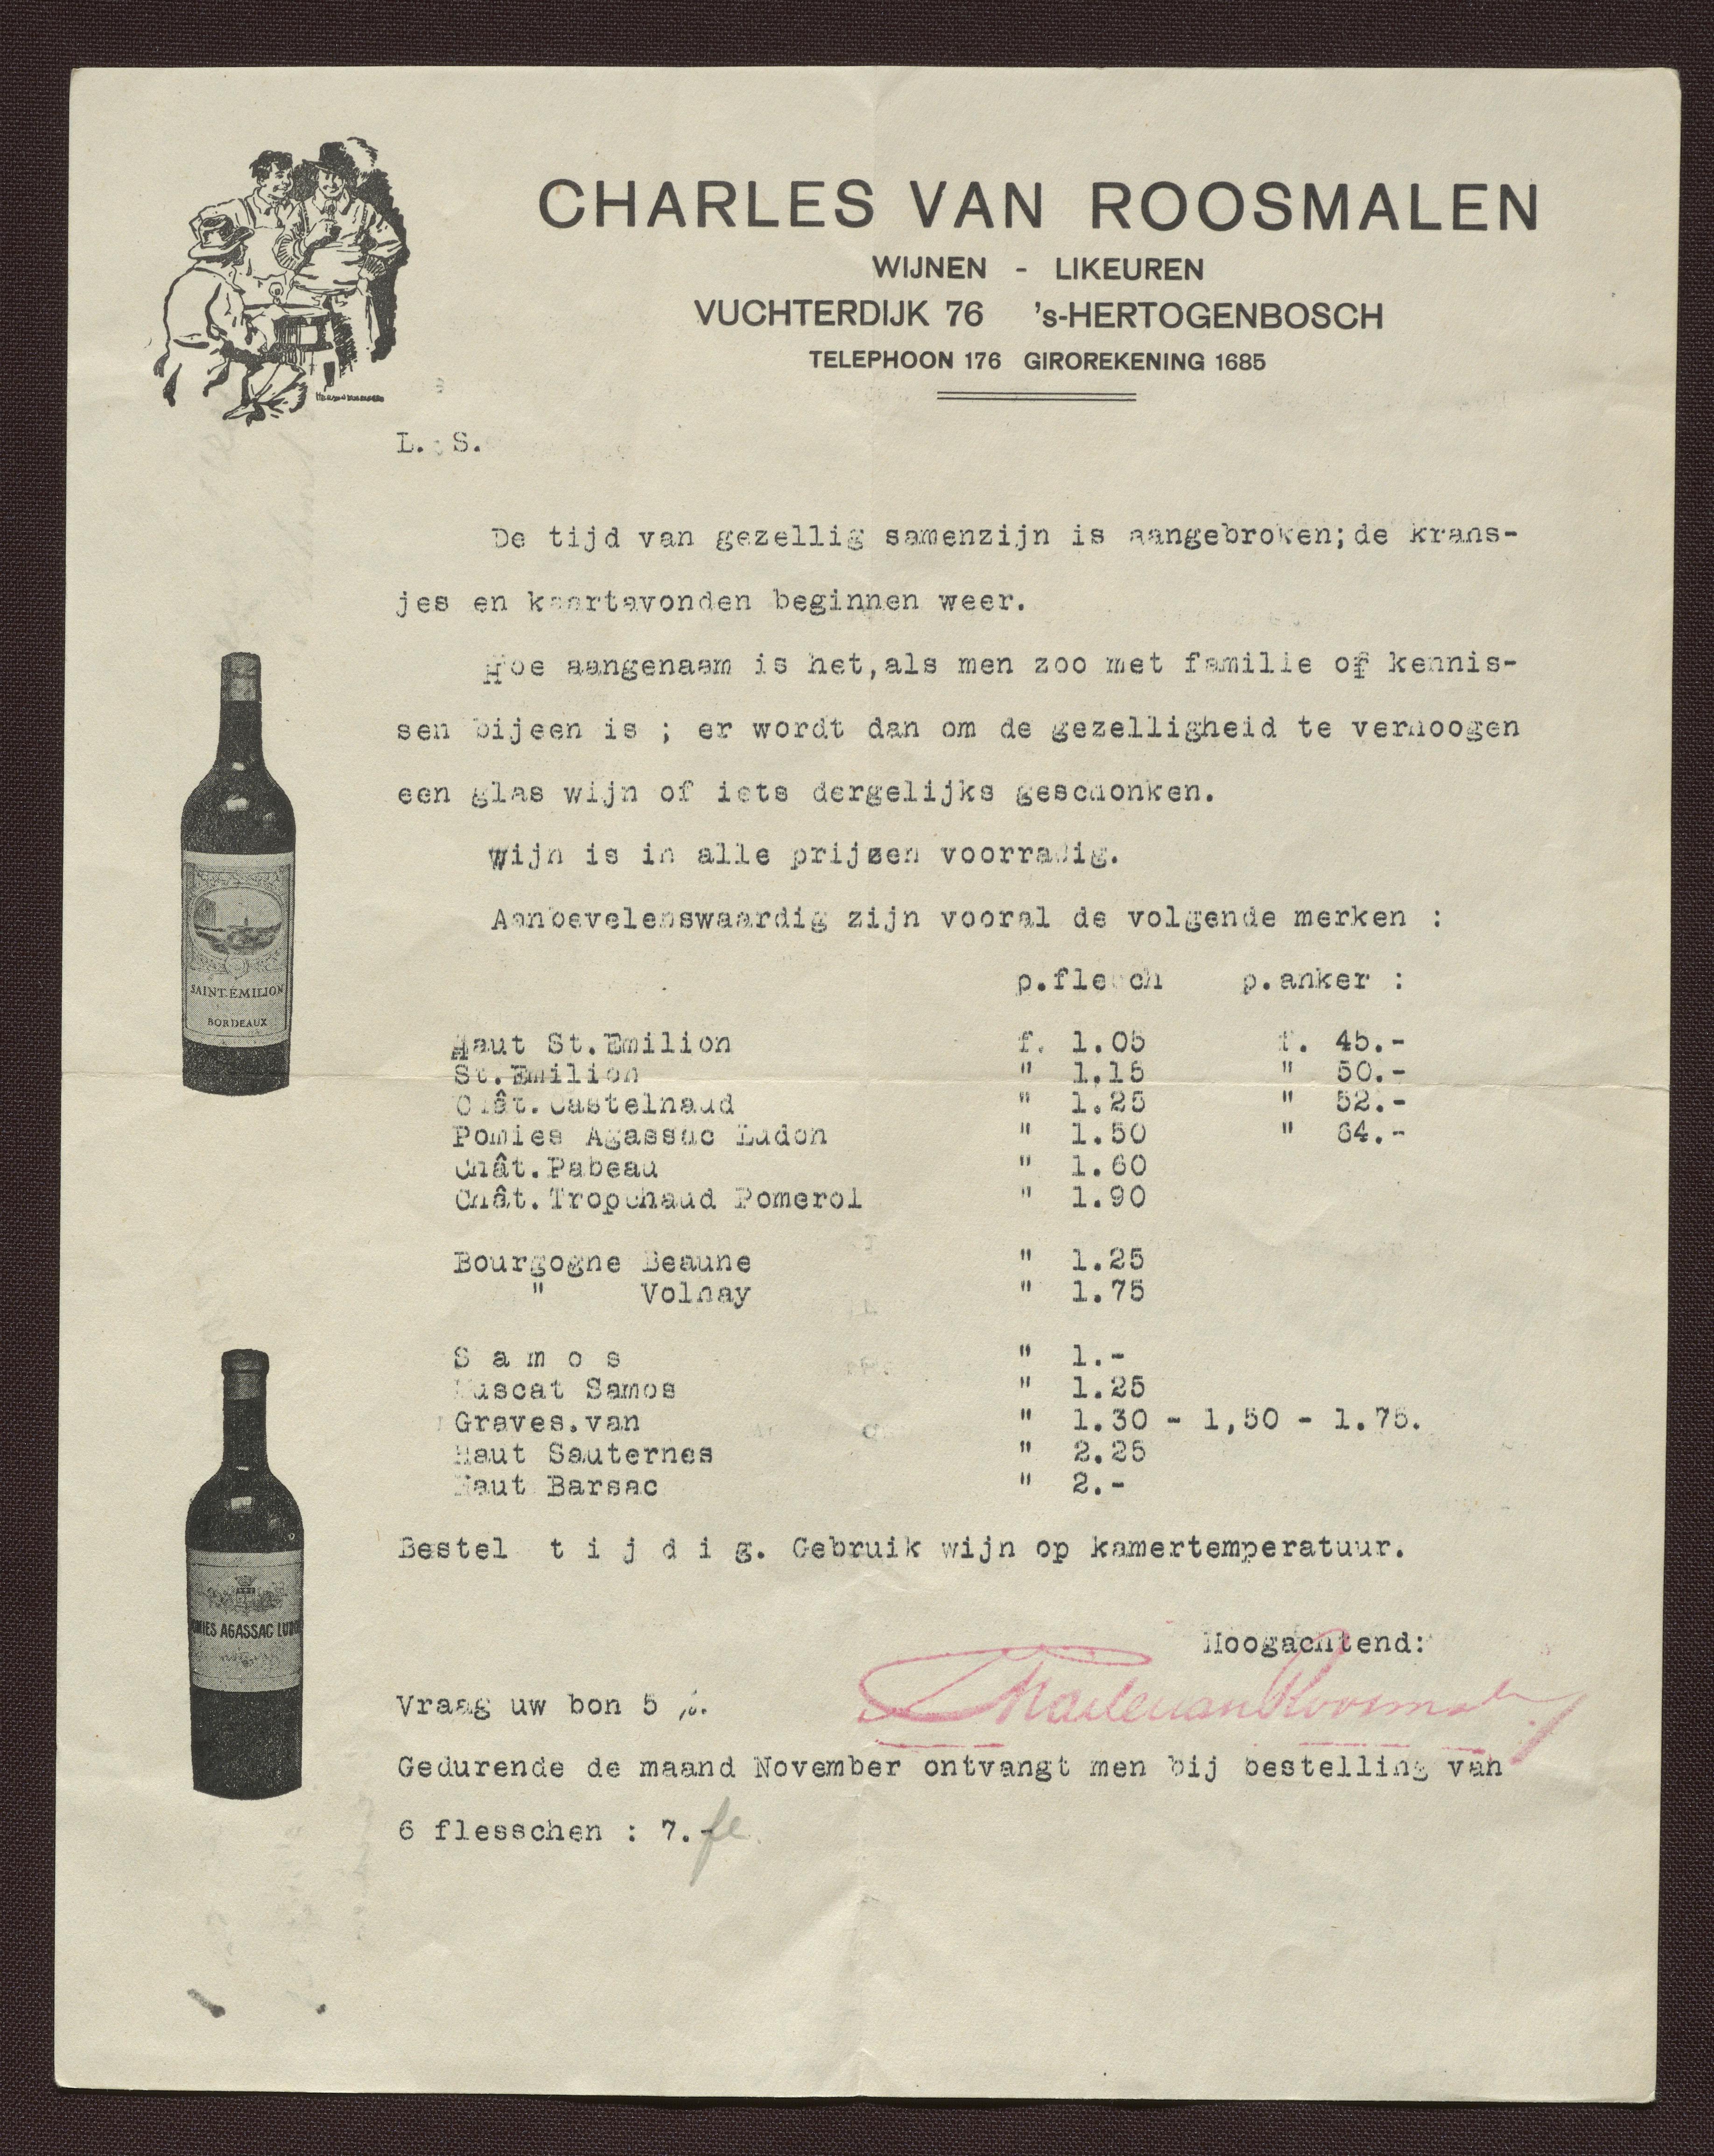 CHARLES VAN ROOSMALEN
WIJNEN - LIKEUREN
VUCHTERDIJK 76 's-HERTOGENBOSCH
TELEPHOON 176 GIROREKENING 1685
L. S.
De tijd van gezellig samenzijn is aangebroken;de krans-
jes en kaartavonden beginnen weer.
Hoe aangenaam is het,als men zoo met familie of kennis-
sen bijeen is ; er wordt dan om de gezelligheid te verhoogen
een glas wijn of iets dergelijks geschonken.
Wijn is in alle prijzen voorradig.
Aanbevelenswaardig zijn vooral de volgende merken :
p.flesch p.anker :
Haut St.Emilion f. 1.05 f. 45.-
St.Emilion " 1.15 " 50.-
Chât.Castelnaud " 1.25 " 52.-
Pomies Agassac Ludon " 1.50 " 64.-
Chât.Pabeau " 1.60
Chât.Tropchaud Pomerol " 1.90
Bourgogne Beaune " 1.25
" Volnay " 1.75
S a m o s " 1.-
Muscat Samos " 1.25
Graves.van " 1.30 - 1,50 - 1.75.
Haut Sauternes " 2.25
Haut Barsac " 2.-
Bestel t i j d i g. Gebruik wijn op kamertemperatuur.
Hoogachtend:
Charles van Roosmalen
Vraag uw bon 5 %.
Gedurende de maand November ontvangt men bij bestelling van
6 flesschen : 7.- fl.
SAINT-EMILION
BORDEAUX
POMIES AGASSAC LUDON